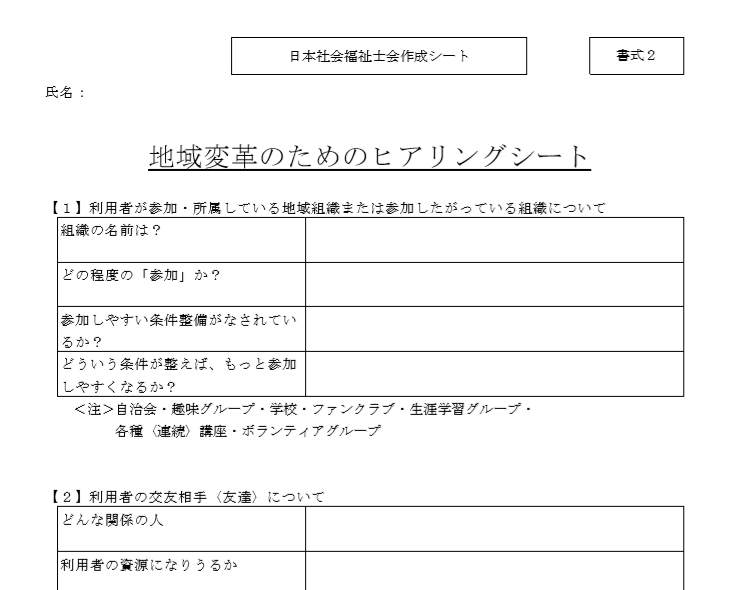 日本社会福祉士会作成シート
書式２
氏名：
地域変革のためのヒアリングシート
【１】利用者が参加・所属している地域組織または参加したがっている組織について
組織の名前は？
どの程度の「参加」か？
参加しやすい条件整備がなされてい
るか？
どういう条件が整えば、もっと参加
しやすくなるか？
＜注＞自治会・趣味グループ・学校・ファンクラブ・生涯学習グループ・
各種（連続）講座・ボランティアグループ
【２】利用者の交友相手（友達）について
どんな関係の人
利用者の資源になりうるか